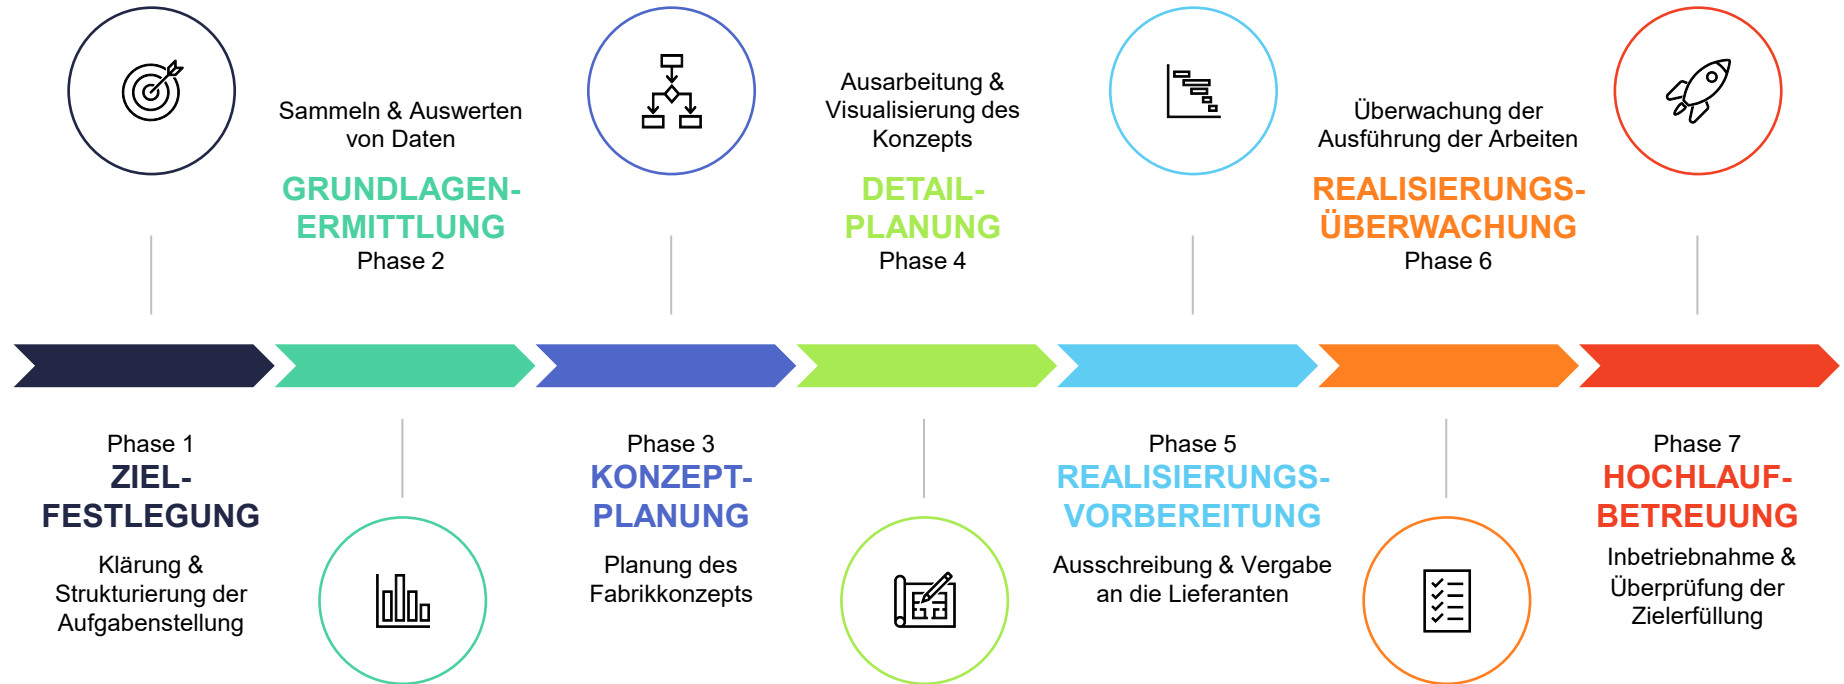 Phase 1
ZIEL-
FESTLEGUNG
Klärung &
Strukturierung der
Aufgabenstellung
Sammeln & Auswerten
von Daten
GRUNDLAGEN-
ERMITTLUNG
Phase 2
Phase 3
KONZEPT-
PLANUNG
Planung des
Fabrikkonzepts
Ausarbeitung &
Visualisierung des
Konzepts
DETAIL-
PLANUNG
Phase 4
Phase 5
REALISIERUNGS-
VORBEREITUNG
Ausschreibung & Vergabe
an die Lieferanten
Überwachung der
Ausführung der Arbeiten
REALISIERUNGS-
ÜBERWACHUNG
Phase 6
Phase 7
HOCHLAUF-
BETREUUNG
Inbetriebnahme &
Überprüfung der
Zielerfüllung